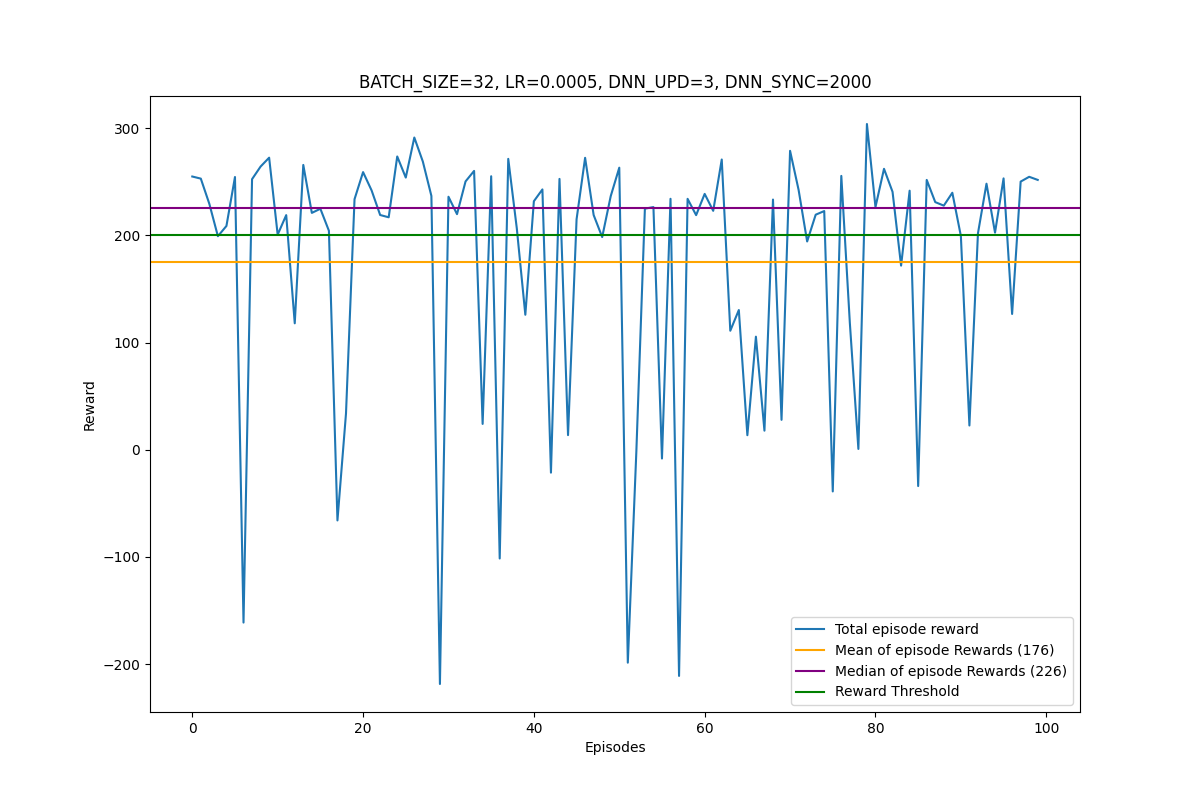 BATCH_SIZE=32, LR=0.0005, DNN_UPD=3, DNN_SYNC=2000
300
200
100
0
−100
−200
Reward
0
20
40
60
80
100
Episodes
Total episode reward
Mean of episode Rewards (176)
Median of episode Rewards (226)
Reward Threshold